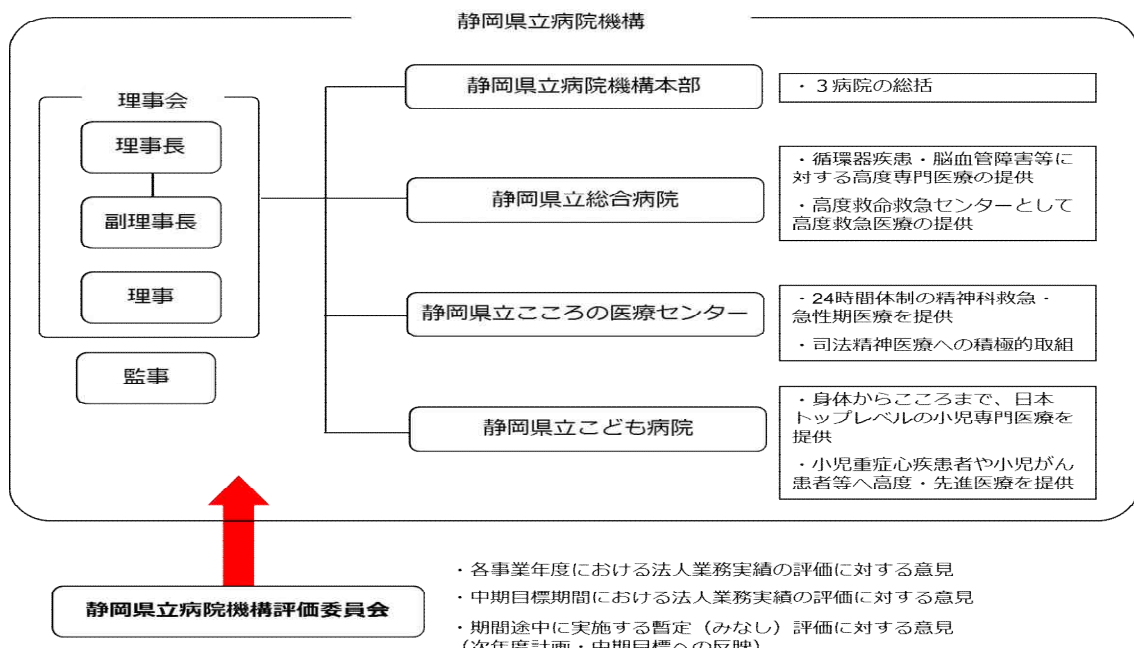 静岡県立病院機構
理事会
理事長
副理事長
理事
監事
静岡県立病院機構本部
・３病院の総括
静岡県立総合病院
・循環器疾患・脳血管障害等に
対する高度専門医療の提供
・高度救命救急センターとして
高度救急医療の提供
静岡県立こころの医療センター
・24時間体制の精神科救急・
急性期医療を提供
・司法精神医療への積極的取組
静岡県立こども病院
・身体からこころまで、日本
トップレベルの小児専門医療を
提供
・小児重症心疾患者や小児がん
患者等へ高度・先進医療を提供
静岡県立病院機構評価委員会
・各事業年度における法人業務実績の評価に対する意見
・中期目標期間における法人業務実績の評価に対する意見
・期間途中に実施する暫定（みなし）評価に対する意見
（次年度計画・中期目標への反映）